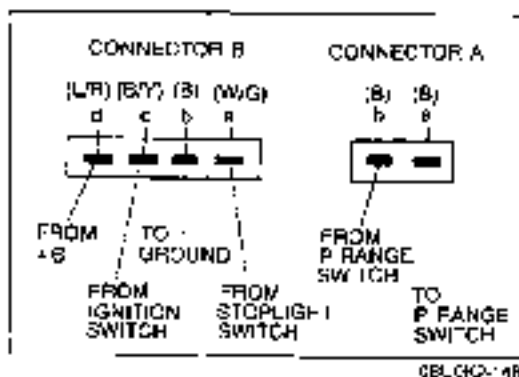 CONNECTOR B
CONNECTOR A
(L/R) (B/Y) (B) (W/G)
d c b a
(B) (B)
b a
FROM +B
TO GROUND
FROM IGNITION SWITCH
FROM STOPLIGHT SWITCH
FROM P RANGE SWITCH
TO P RANGE SWITCH